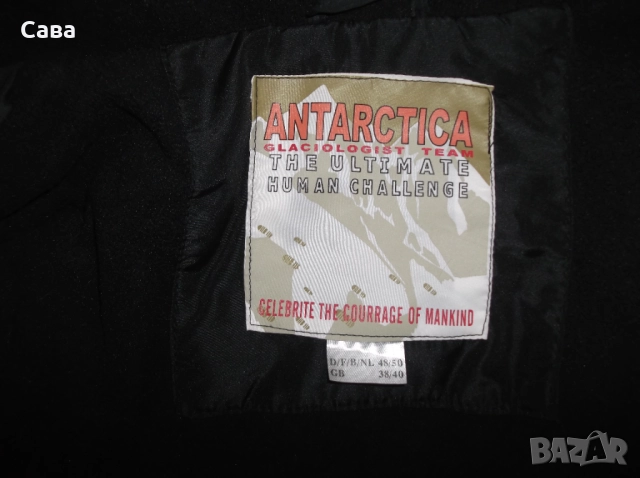 Сава
ANTARCTICA
GLACIOLOGIST TEAM
THE ULTIMATE
HUMAN CHALLENGE
CELEBRITE THE COURRAGE OF MANKIND
D/F/B/NL 48/50
GB 38/40
BAZAR